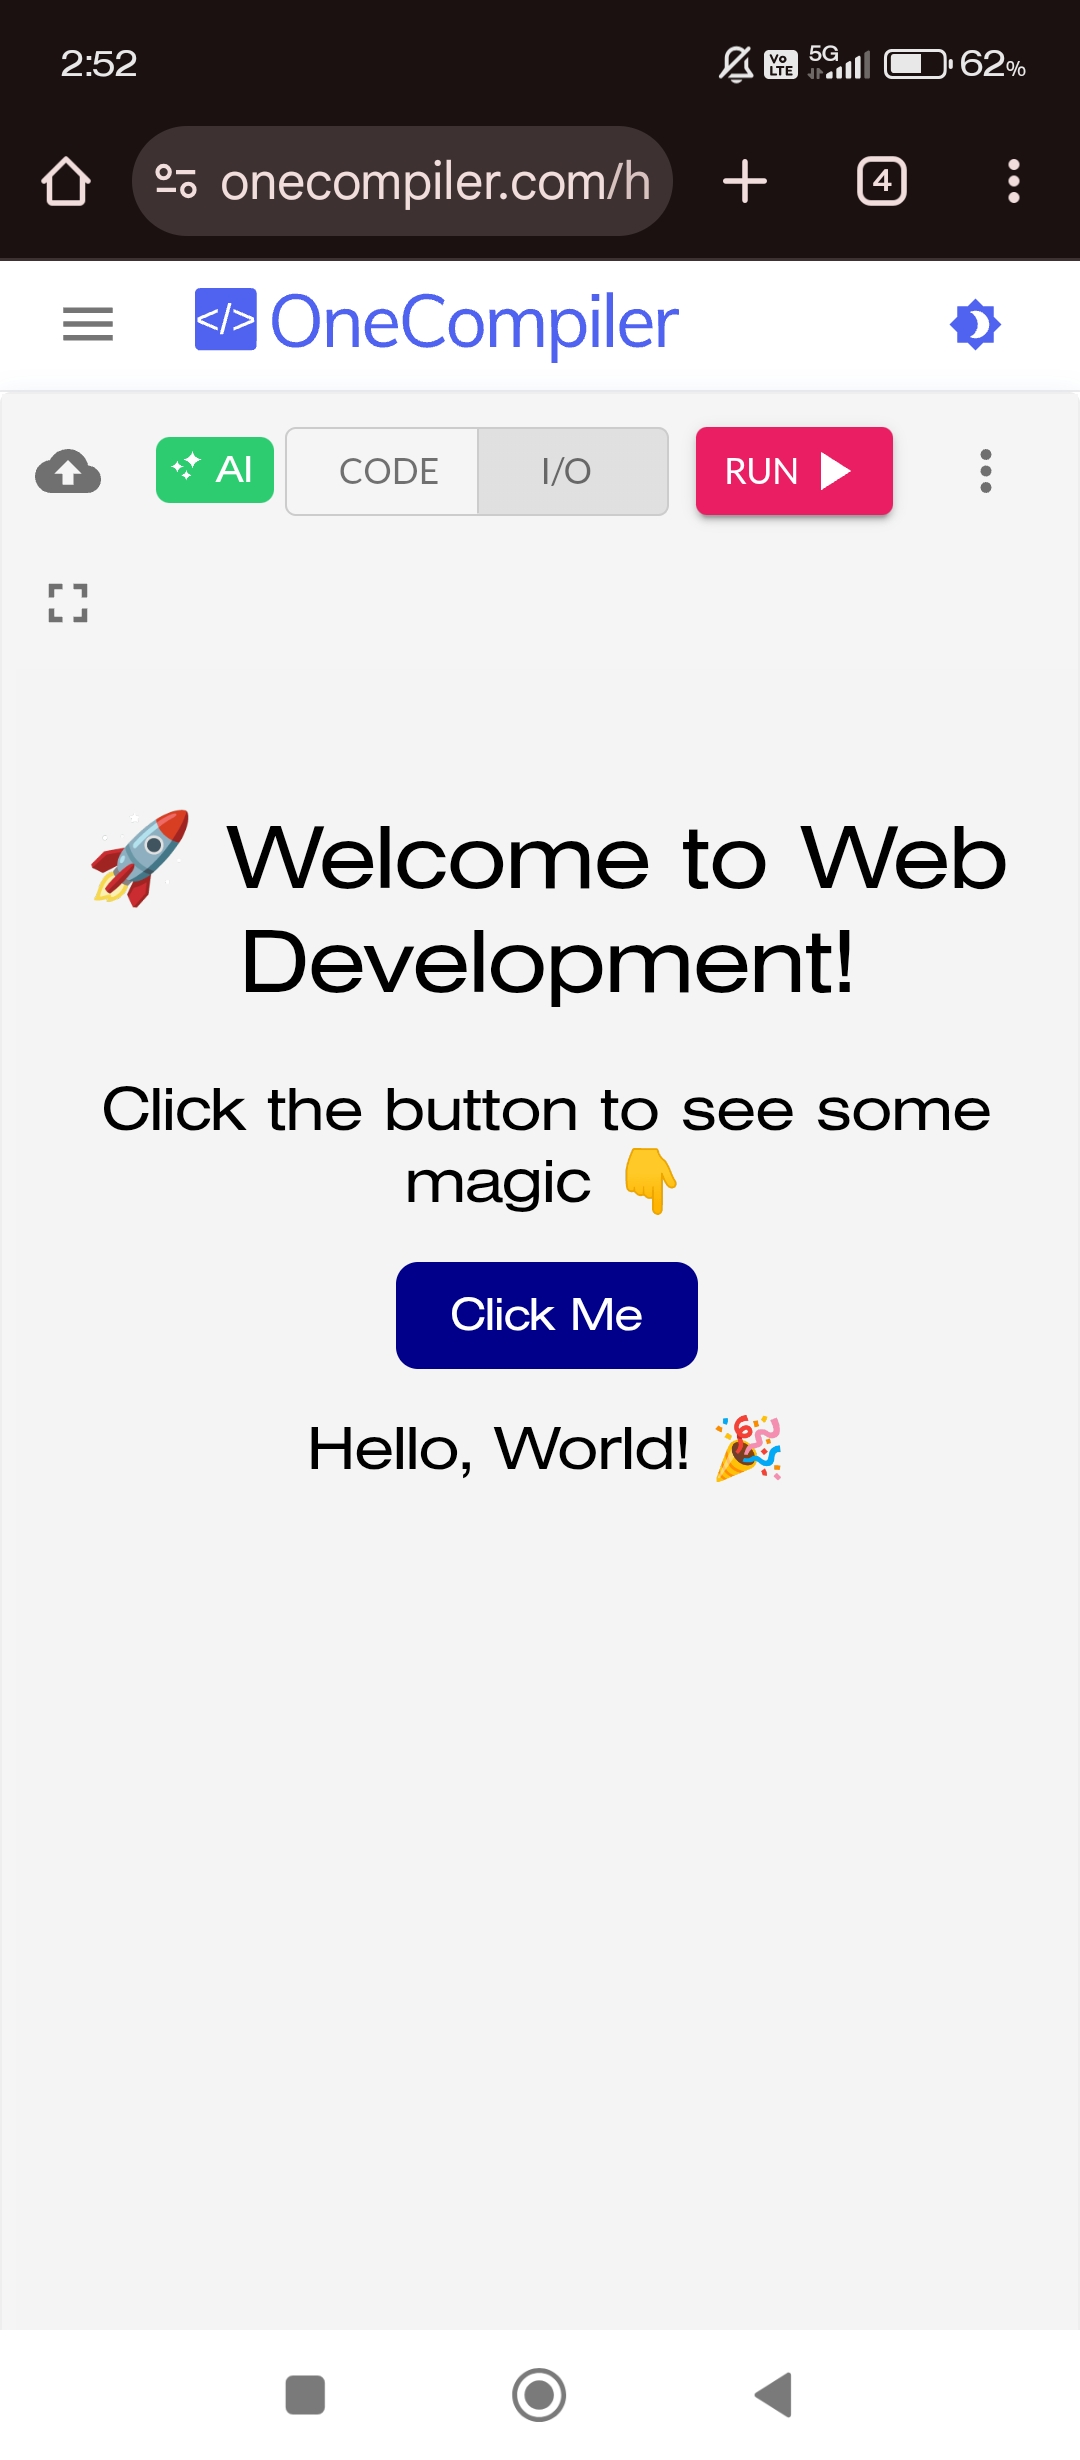 2:52
Vo LTE 5G 62%
onecompiler.com/h
4
</> OneCompiler
AI CODE I/O RUN
🚀 Welcome to Web
Development!
Click the button to see some
magic 👇
Click Me
Hello, World! 🎉